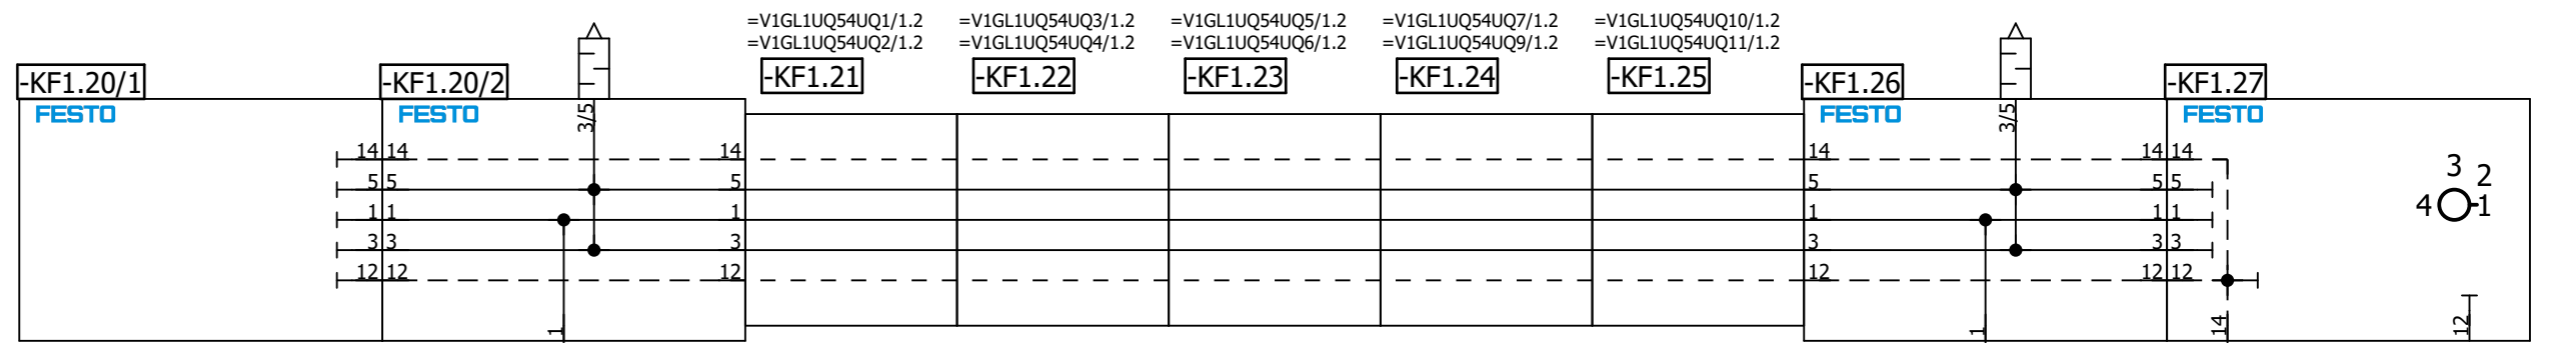 =V1GL1UQ54UQ1/1.2 =V1GL1UQ54UQ3/1.2 =V1GL1UQ54UQ5/1.2 =V1GL1UQ54UQ7/1.2 =V1GL1UQ54UQ10/1.2
=V1GL1UQ54UQ2/1.2 =V1GL1UQ54UQ4/1.2 =V1GL1UQ54UQ6/1.2 =V1GL1UQ54UQ9/1.2 =V1GL1UQ54UQ11/1.2
-KF1.20/1 -KF1.20/2 -KF1.21 -KF1.22 -KF1.23 -KF1.24 -KF1.25 -KF1.26 -KF1.27
FESTO FESTO 3/5 FESTO 3/5 FESTO
14 14 14 14 14 14
5 5 5 5 5 5
1 1 1 1 1 1
3 3 3 3 3 3
12 12 12 12 12 12
3 2
4 1
1 1 14 12